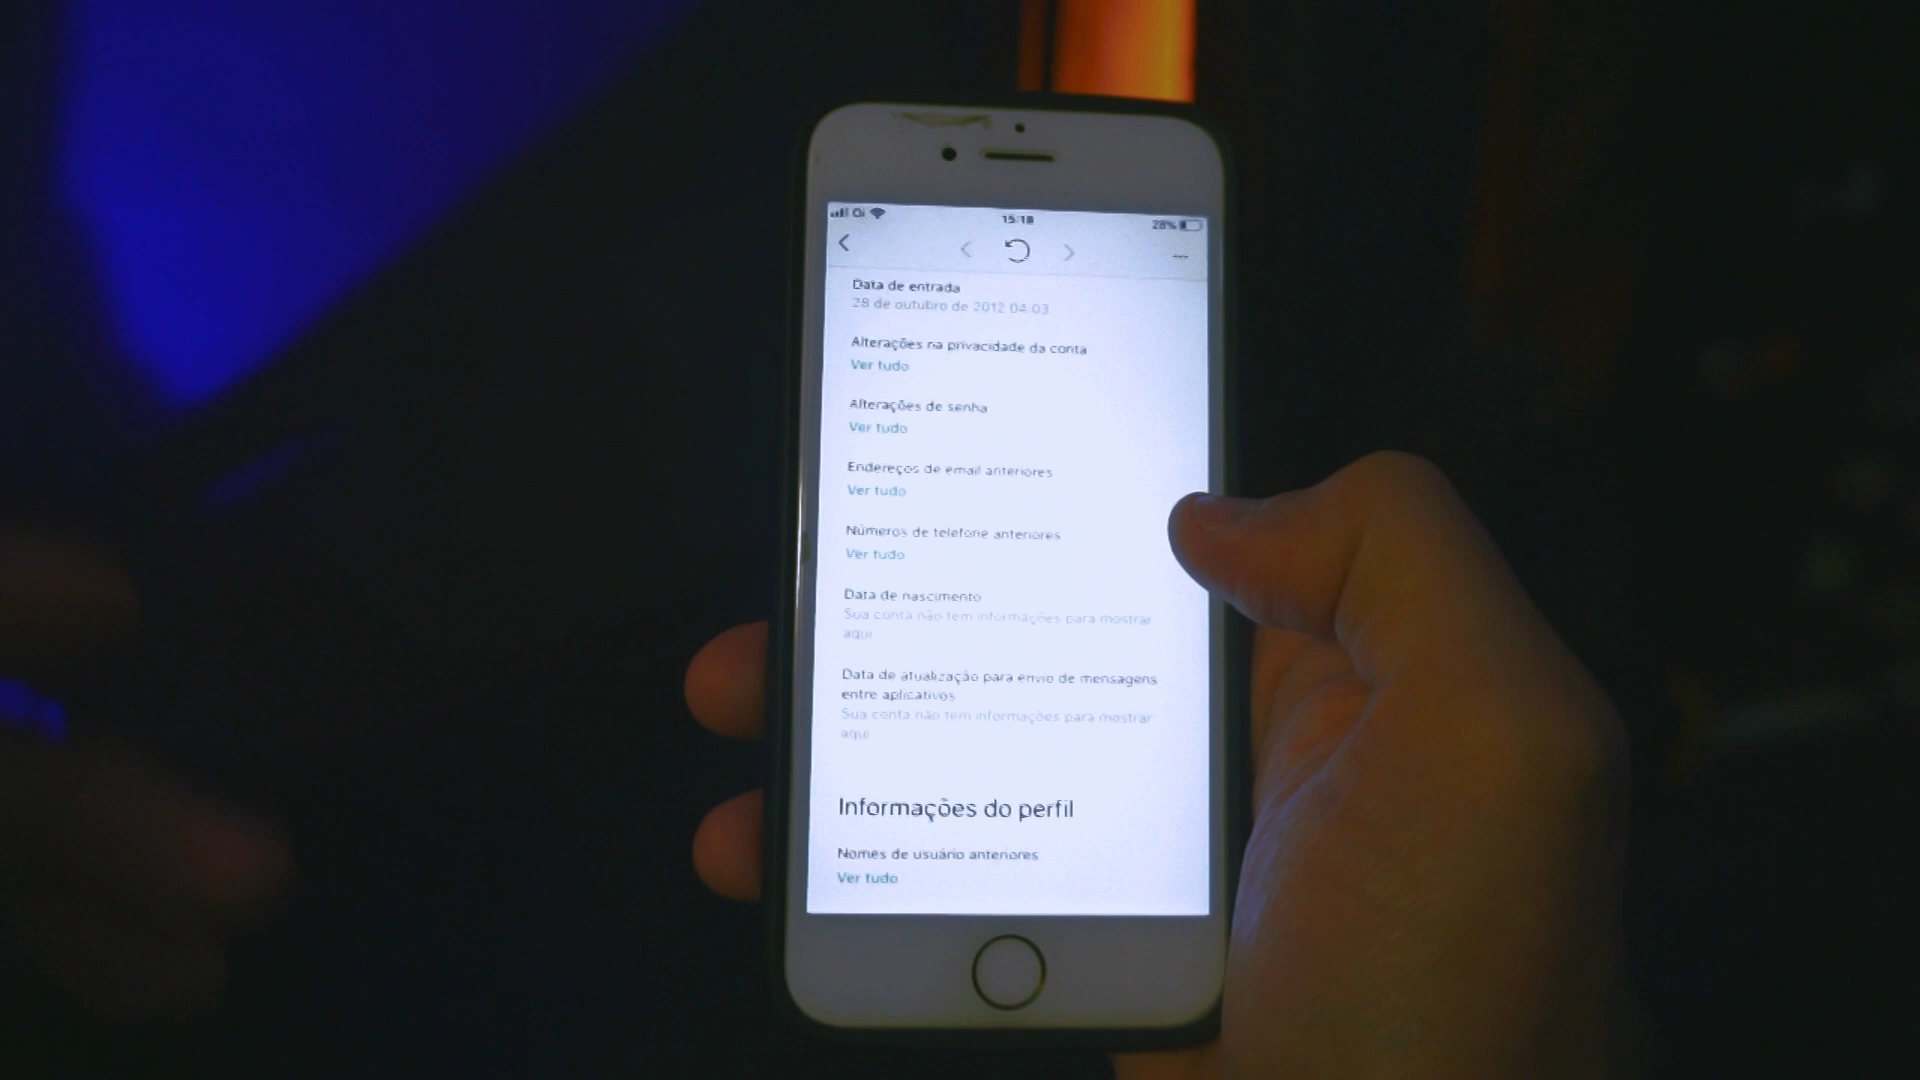 Oi
15:18
28%
Data de entrada
28 de outubro de 2012 04:03
Alterações na privacidade da conta
Ver tudo
Alterações de senha
Ver tudo
Endereços de email anteriores
Ver tudo
Números de telefone anteriores
Ver tudo
Data de nascimento
Sua conta não tem informações para mostrar
aqui
Data de atualização para envio de mensagens
entre aplicativos
Sua conta não tem informações para mostrar
aqui
Informações do perfil
Nomes de usuário anteriores
Ver tudo